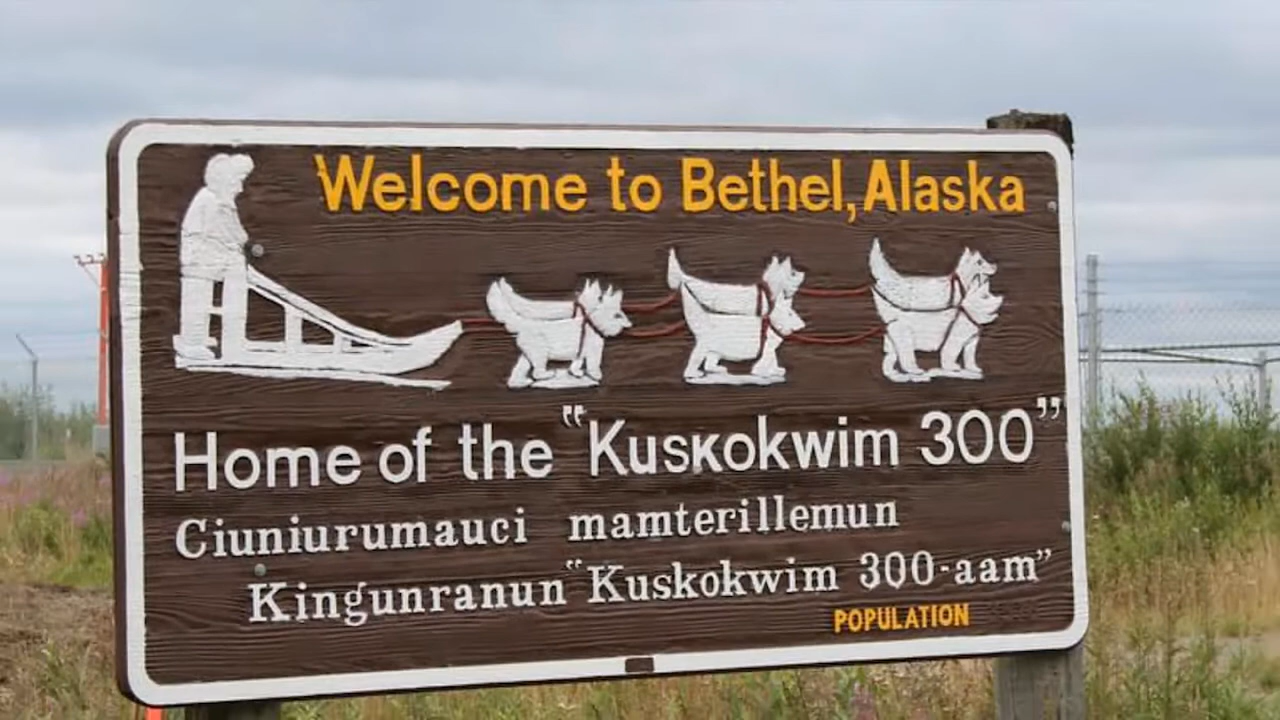 Welcome to Bethel, Alaska
Home of the "Kuskokwim 300"
Ciuniurumauci mamterillemun
Kingunranun "Kuskokwim 300-aam"
POPULATION